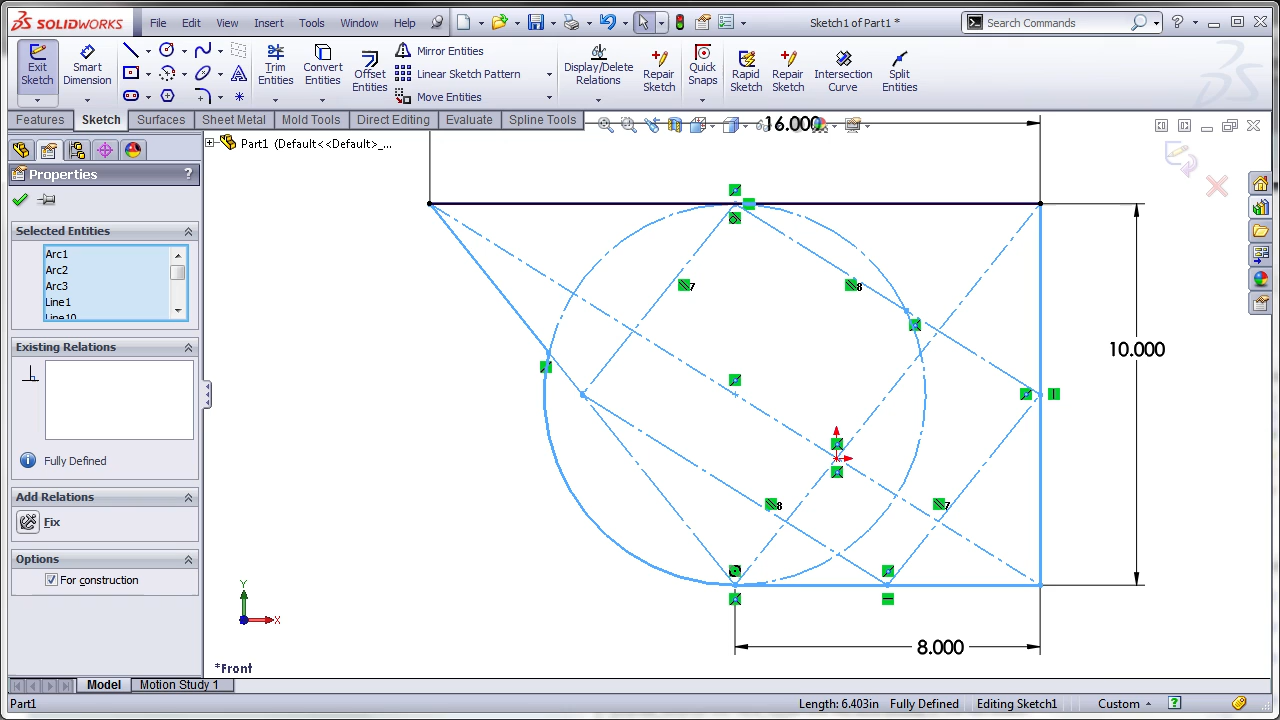 SOLIDWORKS File Edit View Insert Tools Window Help Sketch1 of Part1 * Search Commands
Exit Sketch
Smart Dimension
Trim Entities
Convert Entities
Offset Entities
Mirror Entities
Linear Sketch Pattern
Move Entities
Display/Delete Relations
Repair Sketch
Quick Snaps
Rapid Sketch
Repair Sketch
Intersection Curve
Split Entities
Features Sketch Surfaces Sheet Metal Mold Tools Direct Editing Evaluate Spline Tools
16.000
Part1 (Default<<Default>_...
Properties ?
Selected Entities
Arc1
Arc2
Arc3
Line1
Line10
Existing Relations
Fully Defined
Add Relations
Fix
Options
For construction
7
8
10.000
8
7
8.000
Y
X
*Front
Model Motion Study 1
Part1 Length: 6.403in Fully Defined Editing Sketch1 Custom